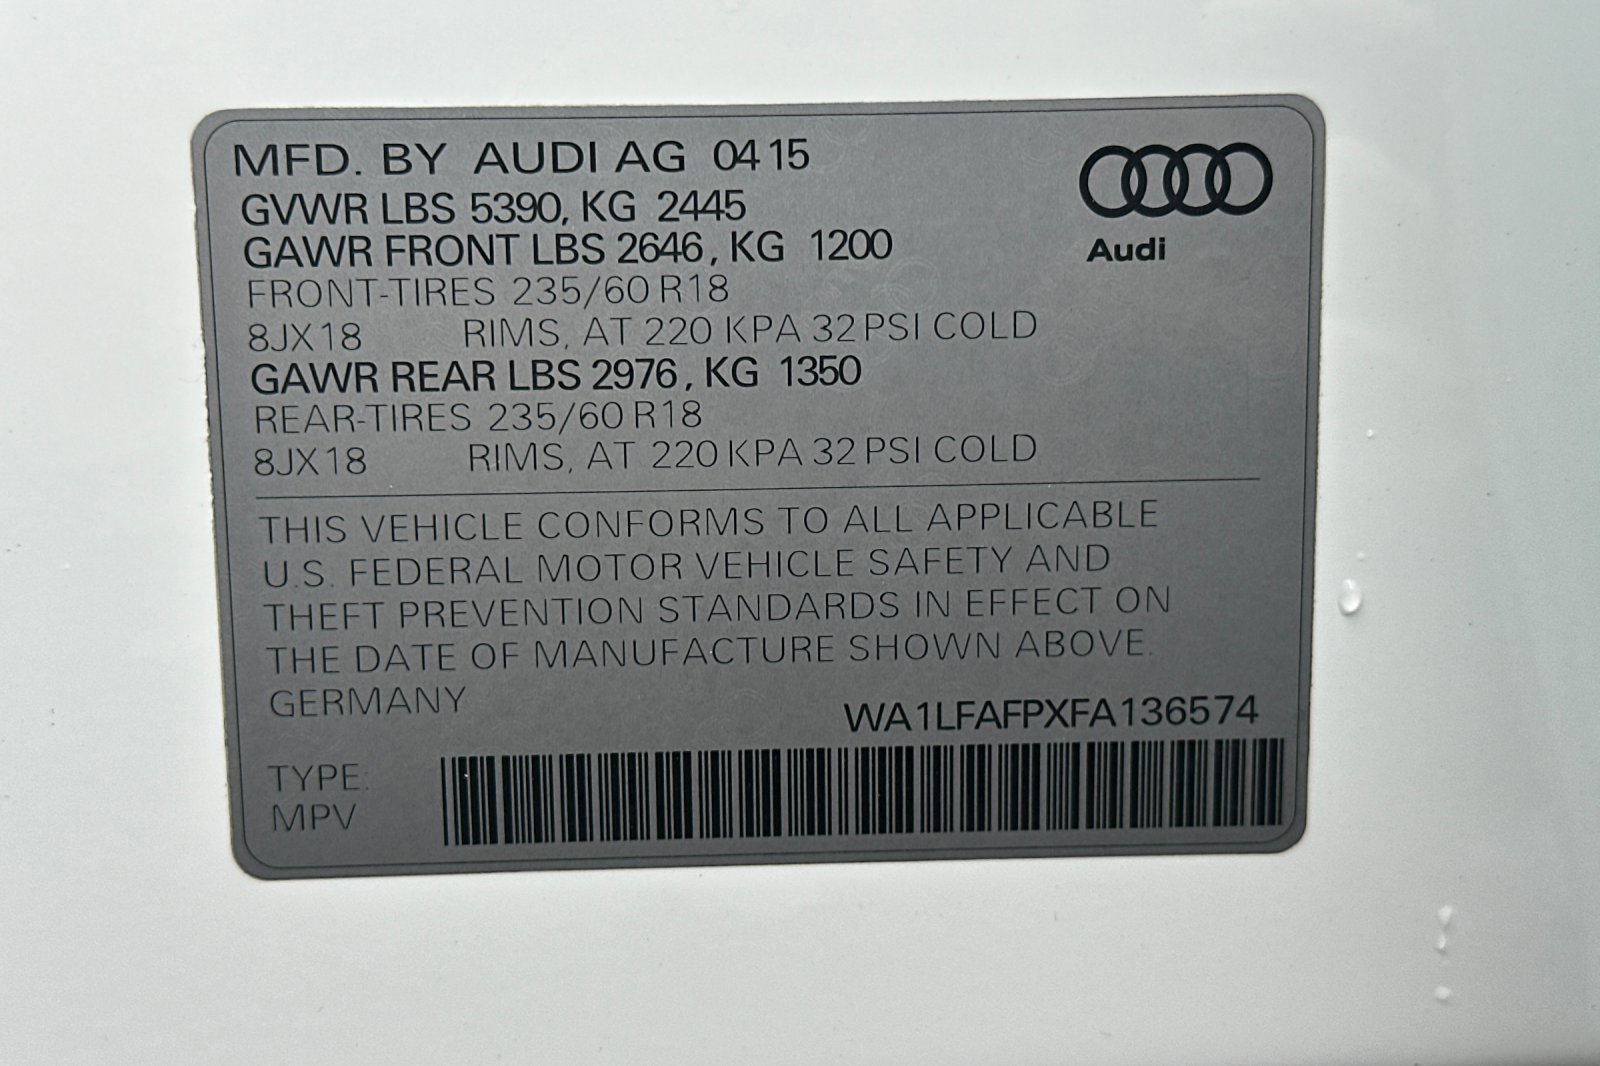 MFD. BY AUDI AG 04 15
GVWR LBS 5390, KG 2445
GAWR FRONT LBS 2646, KG 1200
FRONT-TIRES 235/60 R18
8JX18 RIMS, AT 220 KPA 32 PSI COLD
GAWR REAR LBS 2976, KG 1350
REAR-TIRES 235/60 R18
8JX18 RIMS, AT 220 KPA 32 PSI COLD
Audi
THIS VEHICLE CONFORMS TO ALL APPLICABLE
U.S. FEDERAL MOTOR VEHICLE SAFETY AND
THEFT PREVENTION STANDARDS IN EFFECT ON
THE DATE OF MANUFACTURE SHOWN ABOVE.
GERMANY
WA1LFAFPXFA136574
TYPE:
MPV